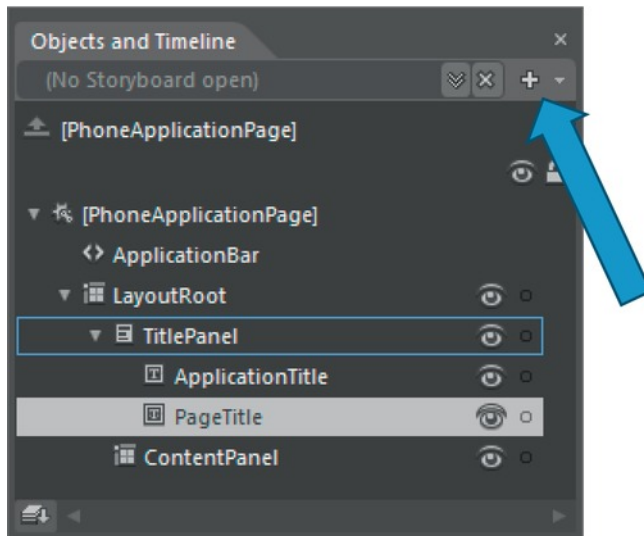 Objects and Timeline
(No Storyboard open)
[PhoneApplicationPage]
[PhoneApplicationPage]
ApplicationBar
LayoutRoot
TitlePanel
ApplicationTitle
PageTitle
ContentPanel